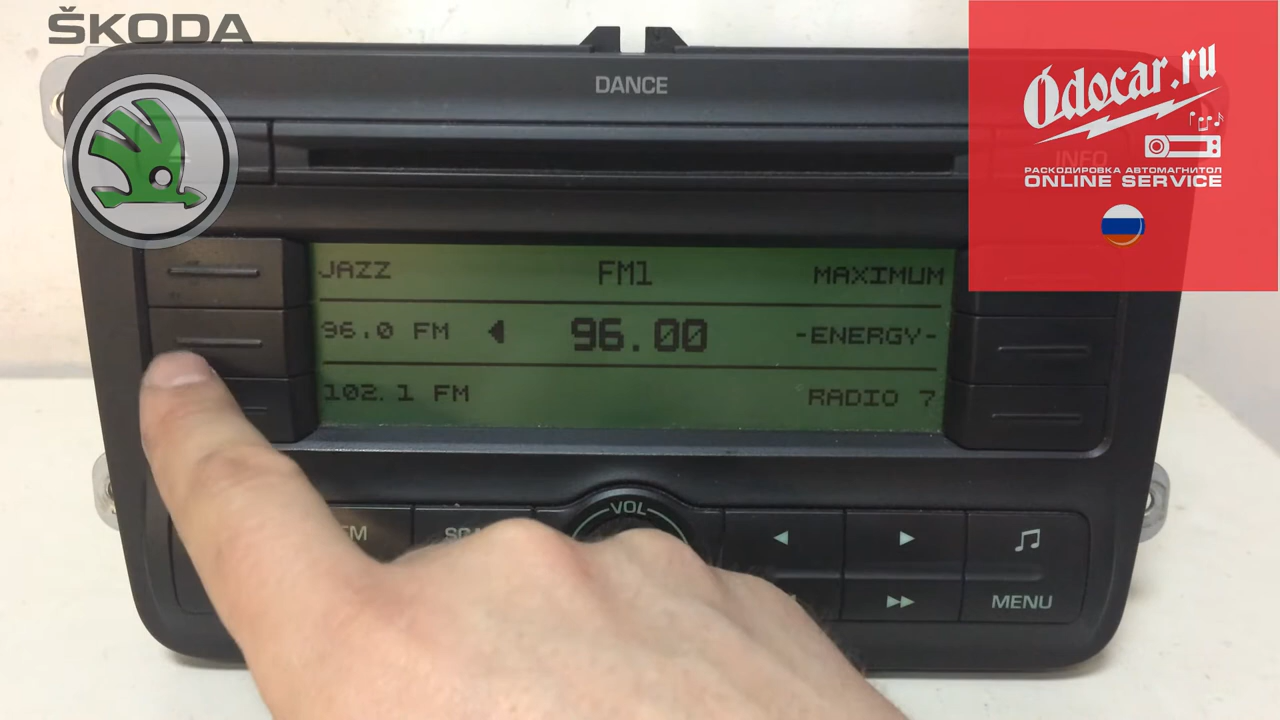 ŠKODA
DANCE
Odocar.ru
INFO
РАСКОДИРОВКА АВТОМАГНИТОЛ
ONLINE SERVICE
JAZZ FM1 MAXIMUM
96.0 FM 96.00 -ENERGY-
102.1 FM RADIO 7
VOL
MENU